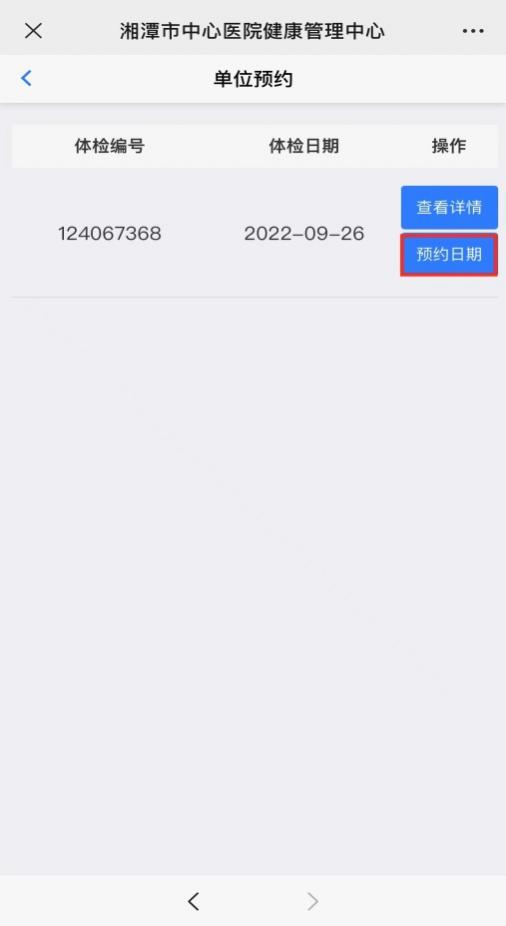 湘潭市中心医院健康管理中心
单位预约
体检编号 体检日期 操作
查看详情
124067368 2022-09-26
预约日期